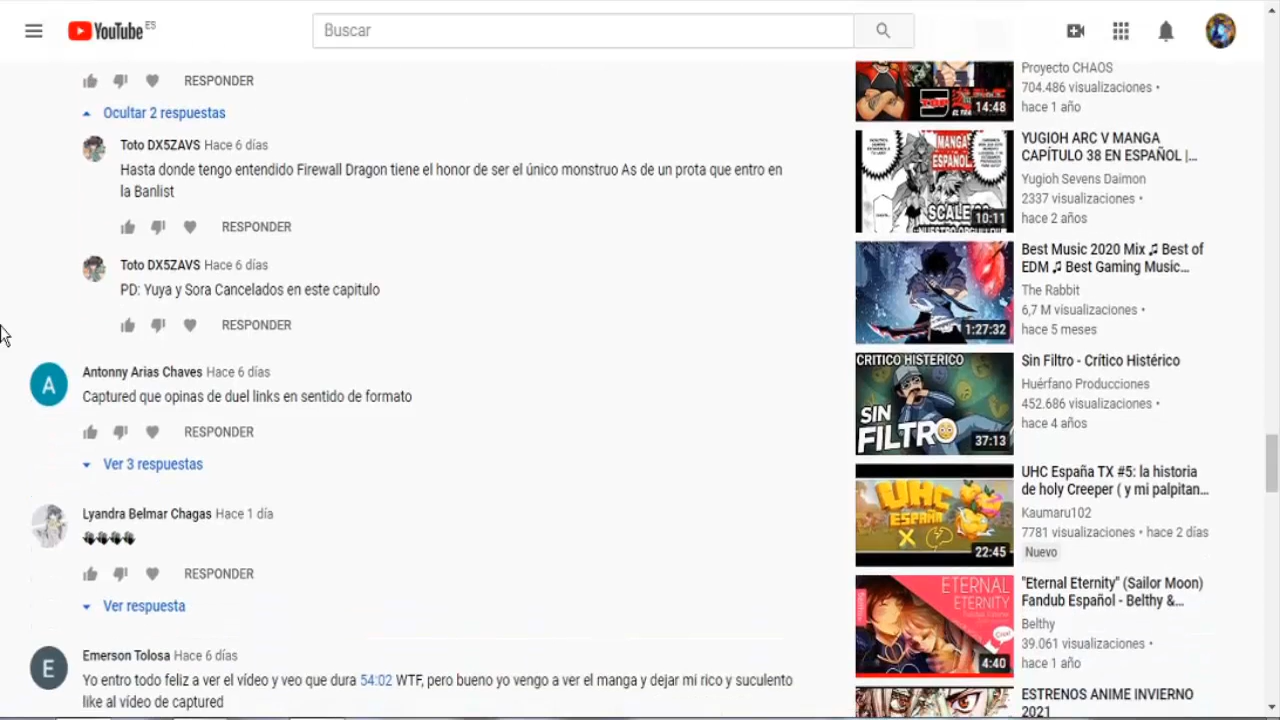 YouTube ES
Buscar
RESPONDER
Ocultar 2 respuestas
Toto DX5ZAVS Hace 6 días
Hasta donde tengo entendido Firewall Dragon tiene el honor de ser el único monstruo As de un prota que entro en
la Banlist
RESPONDER
Toto DX5ZAVS Hace 6 días
PD: Yuya y Sora Cancelados en este capitulo
RESPONDER
Antonny Arias Chaves Hace 6 días
Captured que opinas de duel links en sentido de formato
RESPONDER
Ver 3 respuestas
Lyandra Belmar Chagas Hace 1 día
RESPONDER
Ver respuesta
Emerson Tolosa Hace 6 días
Yo entro todo feliz a ver el vídeo y veo que dura 54:02 WTF, pero bueno yo vengo a ver el manga y dejar mi rico y suculento
like al vídeo de captured
TOP
14:48
Proyecto CHAOS
704.486 visualizaciones •
hace 1 año
MANGA
ESPAÑOL
SCALE
10:11
YUGIOH ARC V MANGA
CAPÍTULO 38 EN ESPAÑOL |...
Yugioh Sevens Daimon
2337 visualizaciones •
hace 2 años
1:27:32
Best Music 2020 Mix ♫ Best of
EDM ♫ Best Gaming Music...
The Rabbit
6,7 M visualizaciones •
hace 5 meses
CRITICO HISTERICO
SIN
FILTRO
37:13
Sin Filtro - Crítico Histérico
Huérfano Producciones
452.686 visualizaciones •
hace 4 años
UHC
ESPAÑA
X
22:45
UHC España TX #5: la historia
de holy Creeper ( y mi palpitan...
Kaumaru102
7781 visualizaciones • hace 2 días
Nuevo
ETERNAL
ETERNITY
4:40
"Eternal Eternity" (Sailor Moon)
Fandub Español - Belthy &...
Belthy
39.061 visualizaciones •
hace 1 año
ESTRENOS ANIME INVIERNO
2021
A
E